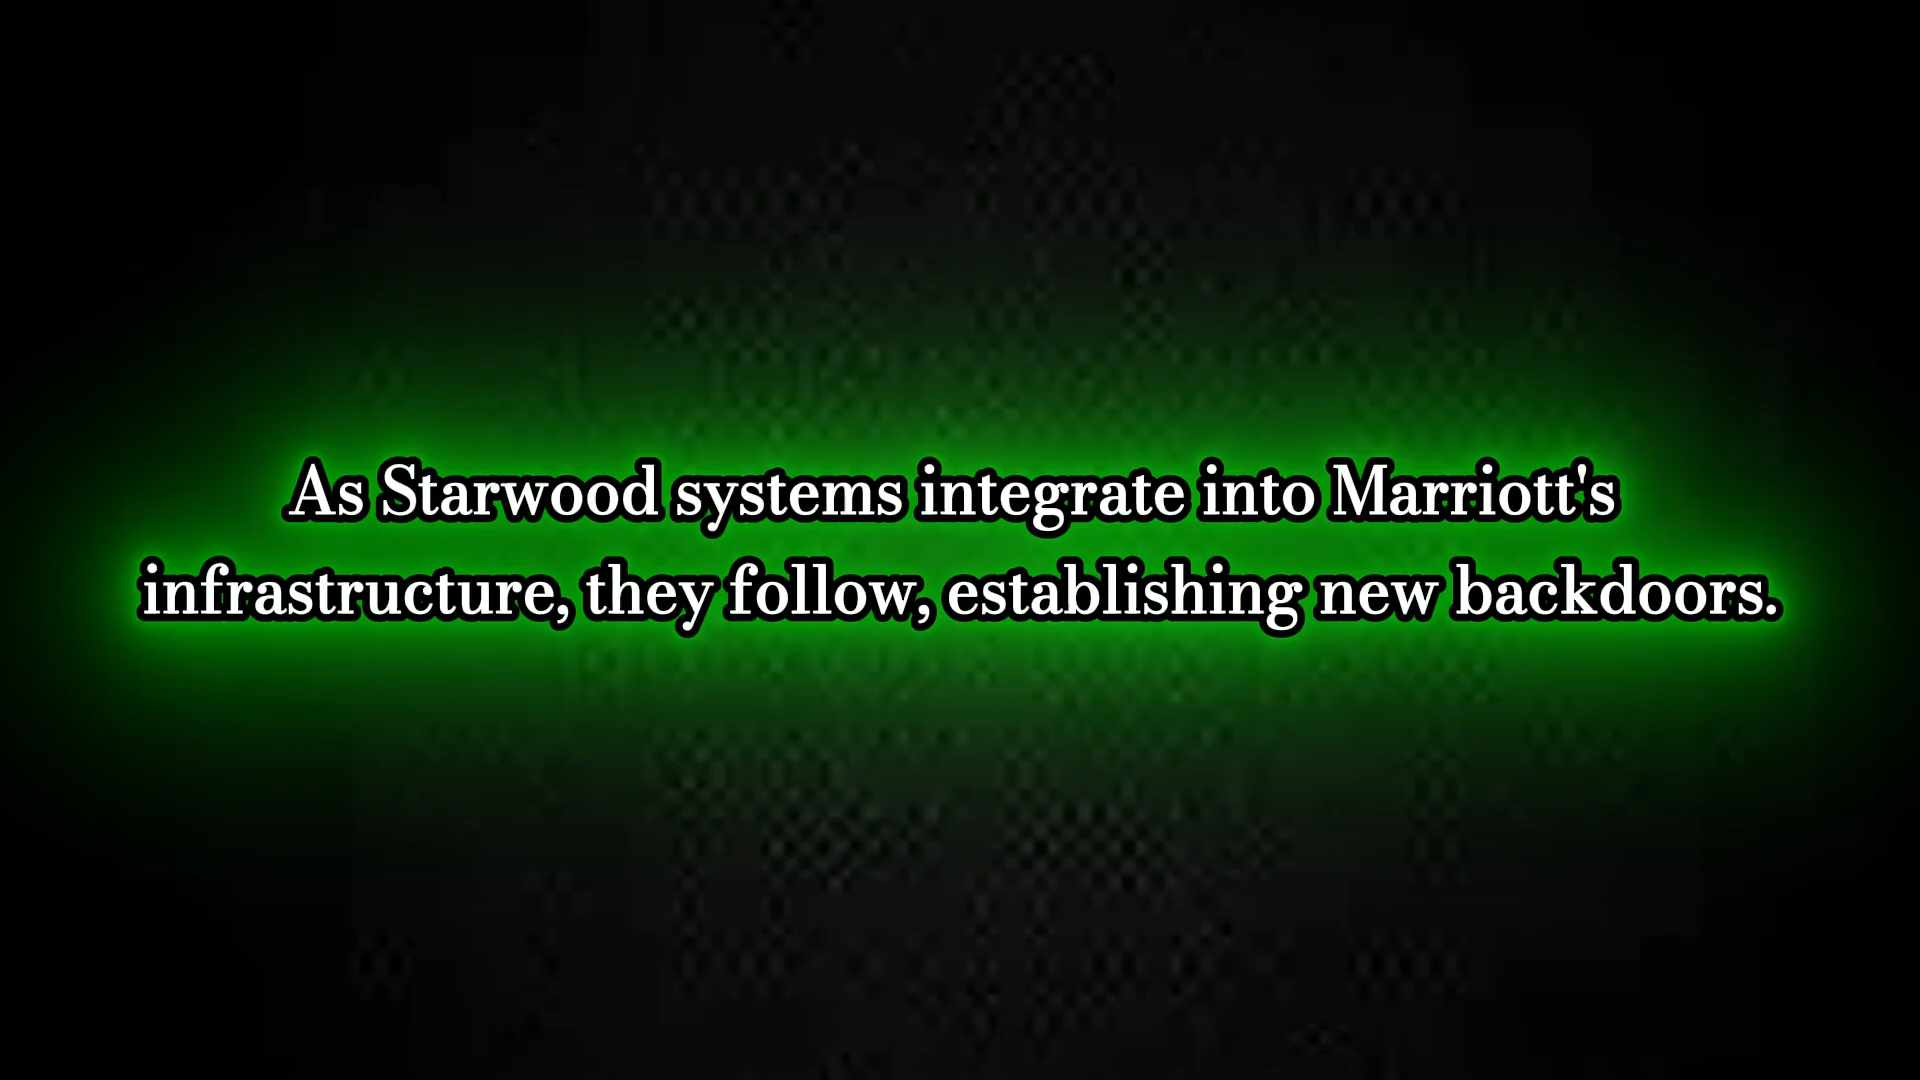 As Starwood systems integrate into Marriott's
infrastructure, they follow, establishing new backdoors.